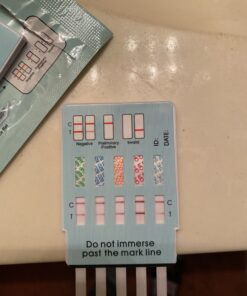 C
T
Negative
Preliminary
Positive
Invalid
ID:
DATE:
C
T
C
T
Do not immerse
past the mark line